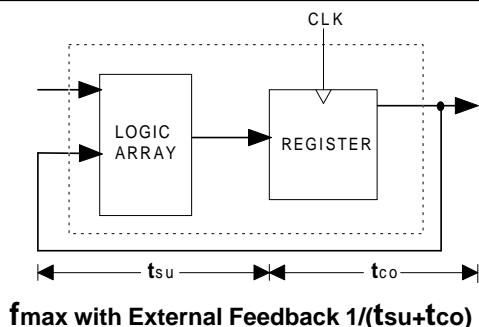 CLK
LOGIC
ARRAY
REGISTER
tsu
tco
fmax with External Feedback 1/(tsu+tco)